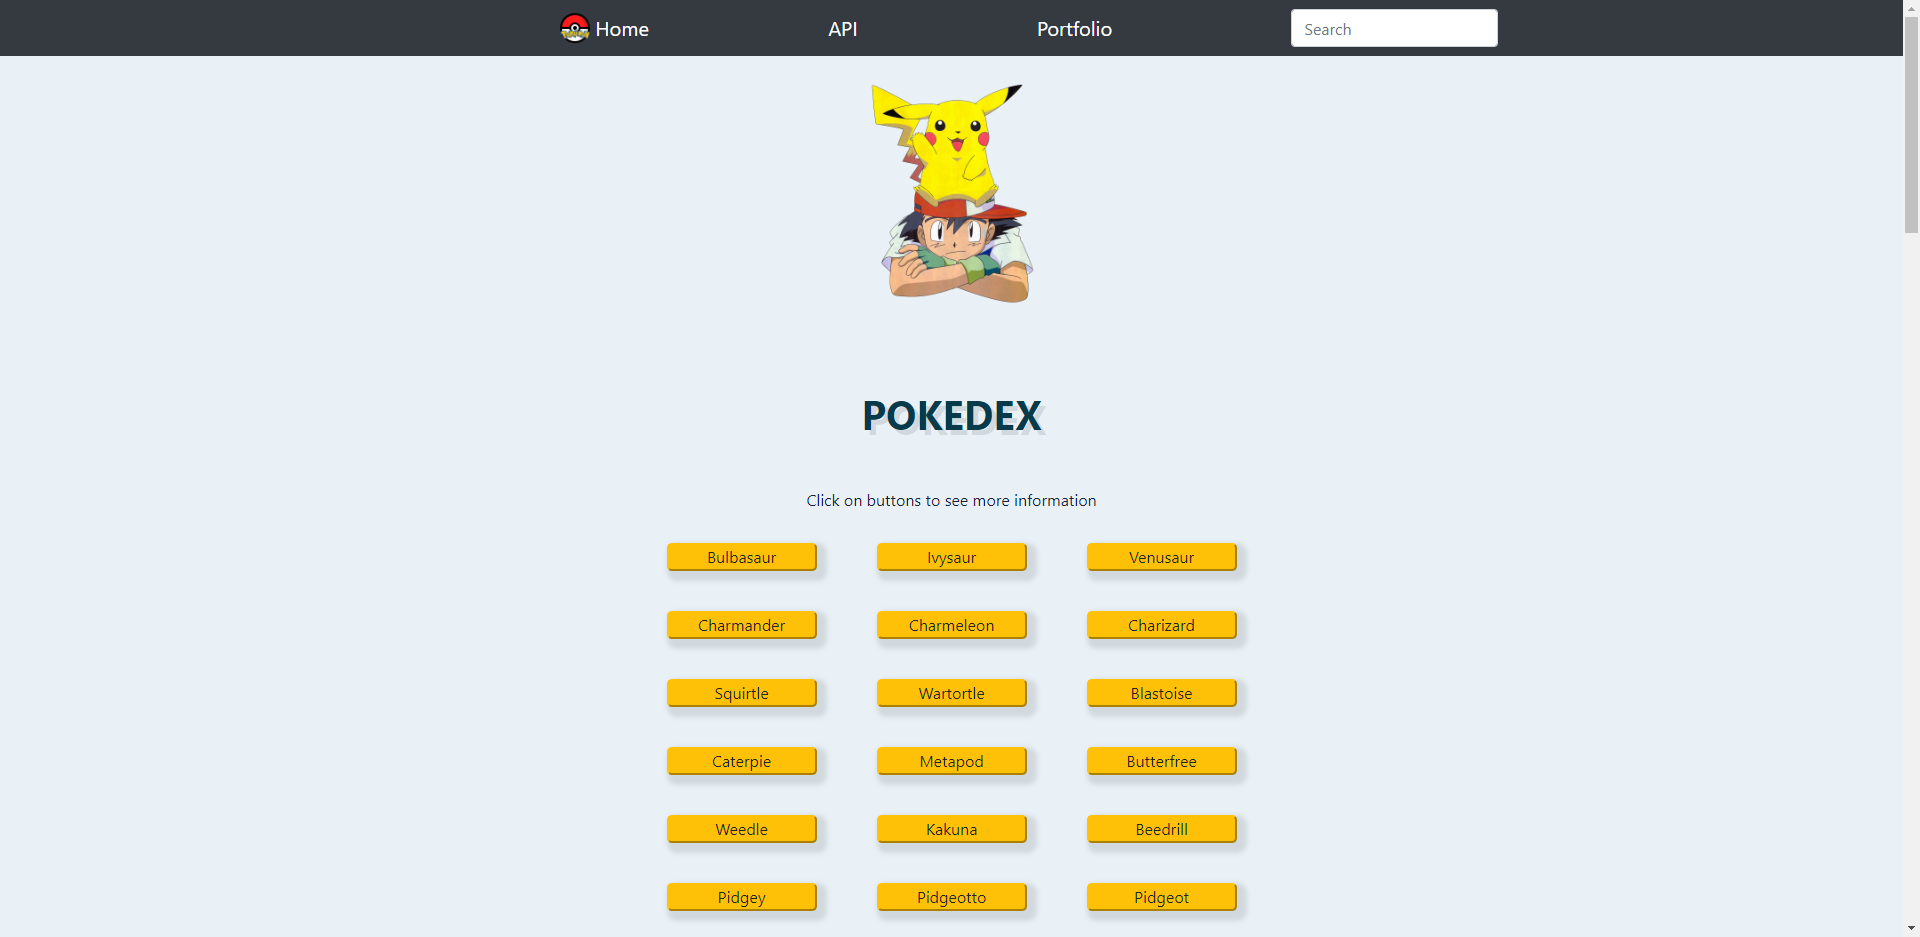 Home API Portfolio Search
POKEDEX
Click on buttons to see more information
Bulbasaur Ivysaur Venusaur
Charmander Charmeleon Charizard
Squirtle Wartortle Blastoise
Caterpie Metapod Butterfree
Weedle Kakuna Beedrill
Pidgey Pidgeotto Pidgeot